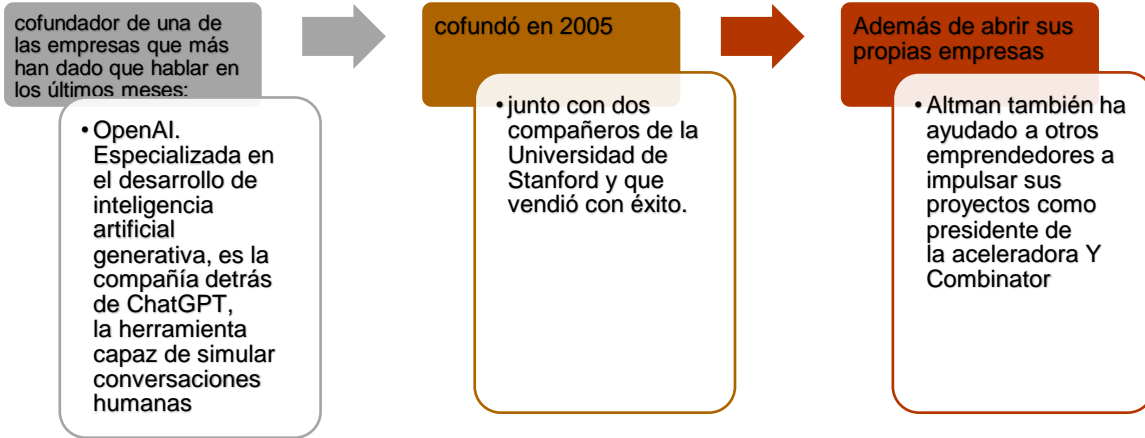 cofundador de una de
las empresas que más
han dado que hablar en
los últimos meses:
• OpenAI.
Especializada en
el desarrollo de
inteligencia
artificial
generativa, es la
compañía detrás
de ChatGPT,
la herramienta
capaz de simular
conversaciones
humanas
cofundó en 2005
• junto con dos
compañeros de la
Universidad de
Stanford y que
vendió con éxito.
Además de abrir sus
propias empresas
• Altman también ha
ayudado a otros
emprendedores a
impulsar sus
proyectos como
presidente de
la aceleradora Y
Combinator